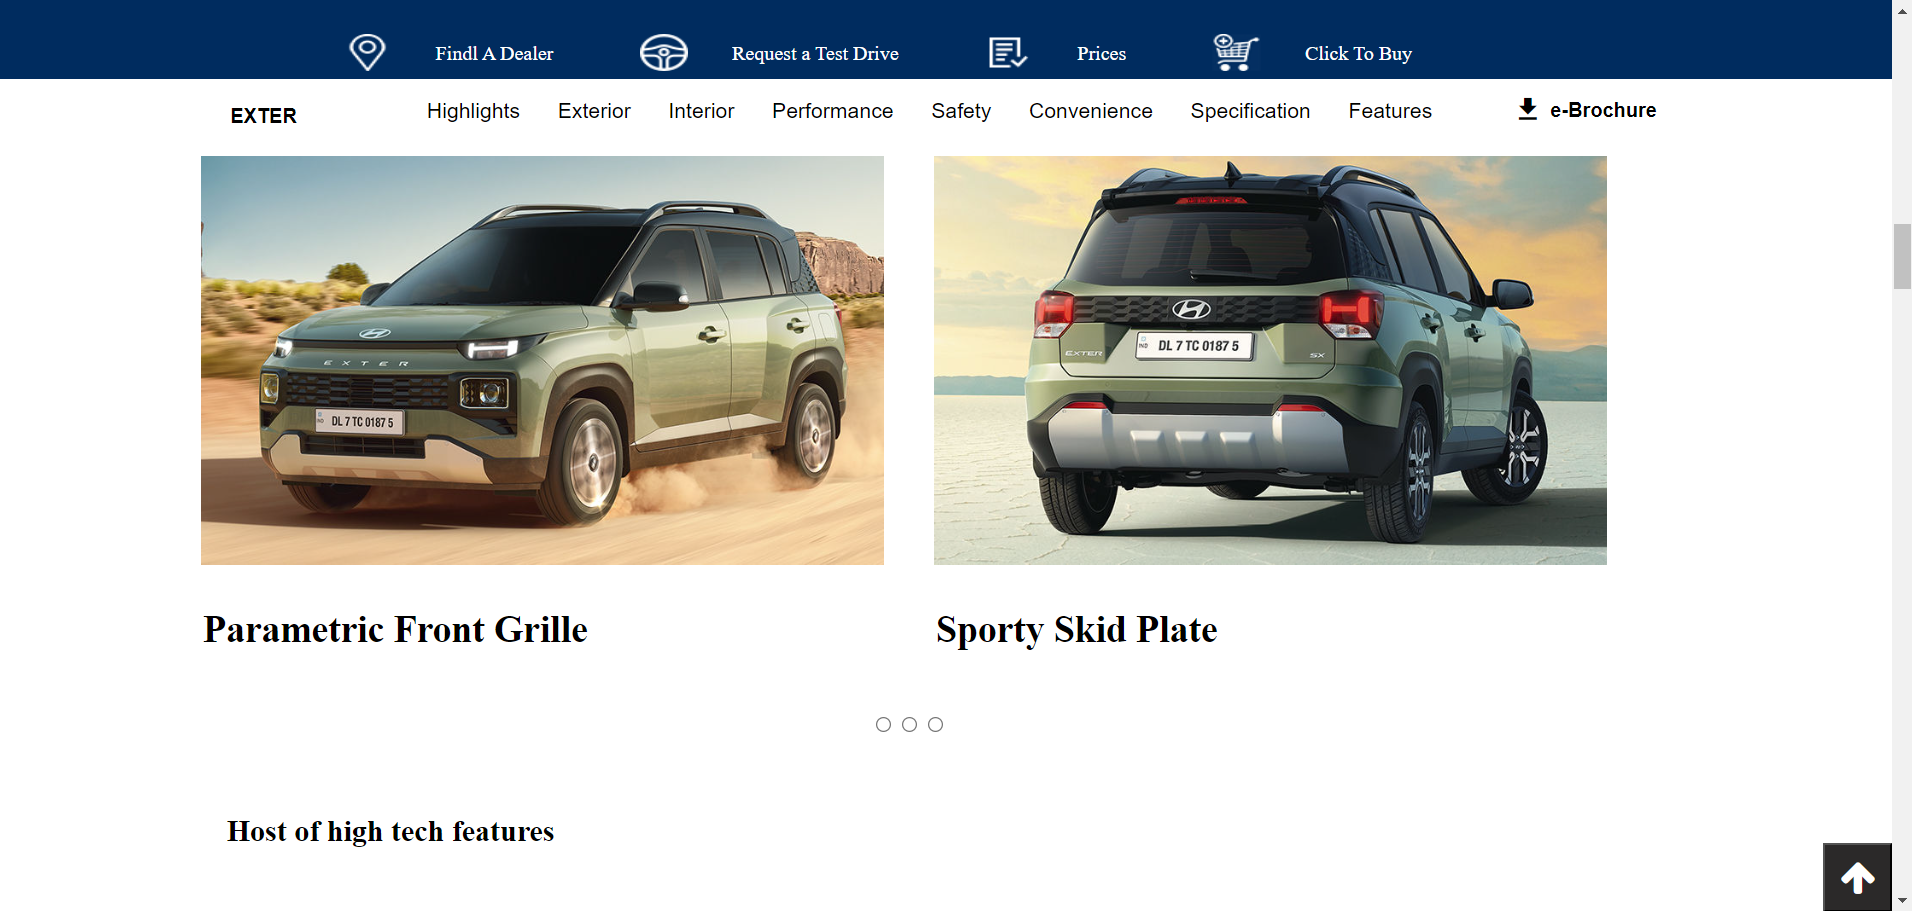 Findl A Dealer
Request a Test Drive
Prices
Click To Buy
EXTER
Highlights
Exterior
Interior
Performance
Safety
Convenience
Specification
Features
e-Brochure
EXTER
IND
DL 7 TC 0187 5
EXTER
IND
DL 7 TC 0187 5
SX
Parametric Front Grille
Sporty Skid Plate
Host of high tech features